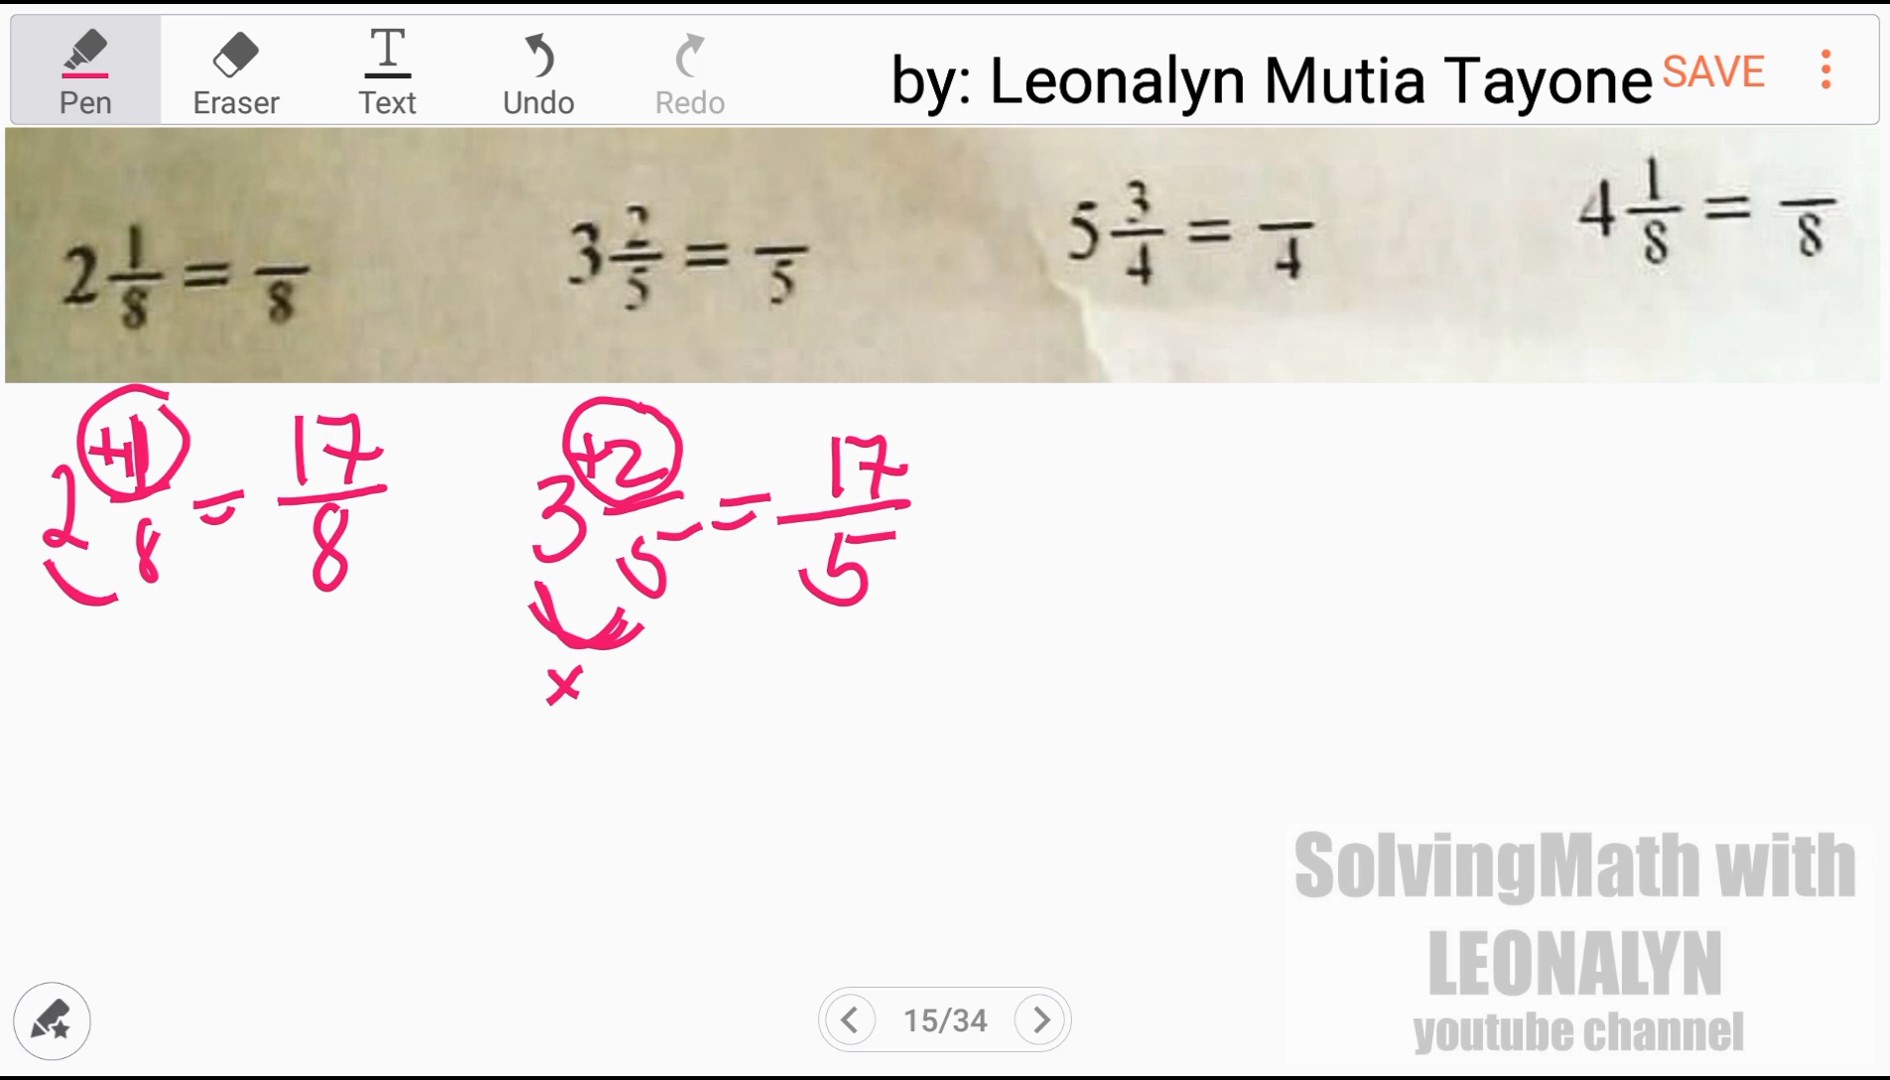 Pen Eraser Text Undo Redo by: Leonalyn Mutia Tayone SAVE
2 1/8 = /8 3 2/5 = /5 5 3/4 = /4 4 1/8 = /8
2 +1/8 = 17/8 3 +2/5 = 17/5
x
SolvingMath with
LEONALYN
youtube channel
15/34